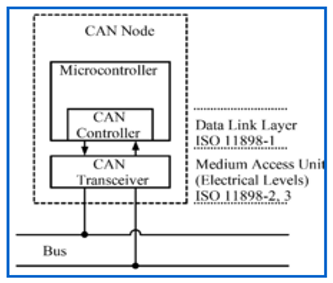 CAN Node
Microcontroller
CAN
Controller
CAN
Transceiver
Data Link Layer
ISO 11898-1
Medium Access Unit
(Electrical Levels)
ISO 11898-2, 3
Bus